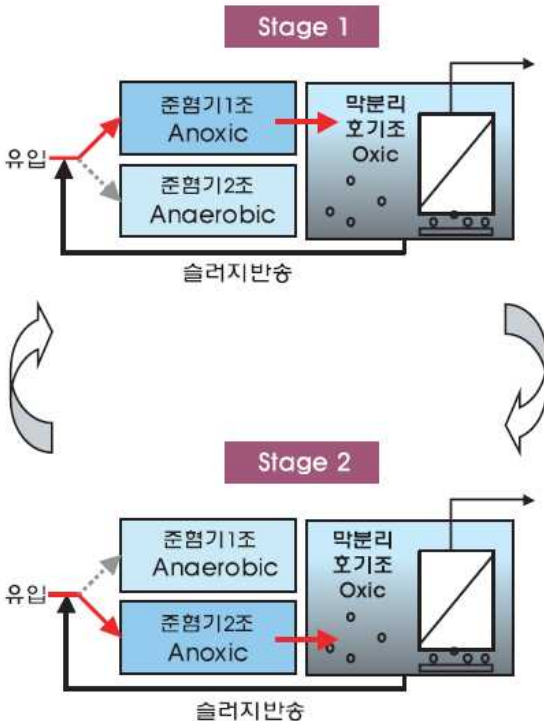 Stage 1
준혐기1조
Anoxic
막분리
호기조
Oxic
유입
준혐기2조
Anaerobic
슬러지반송
Stage 2
준혐기1조
Anaerobic
막분리
호기조
Oxic
유입
준혐기2조
Anoxic
슬러지반송